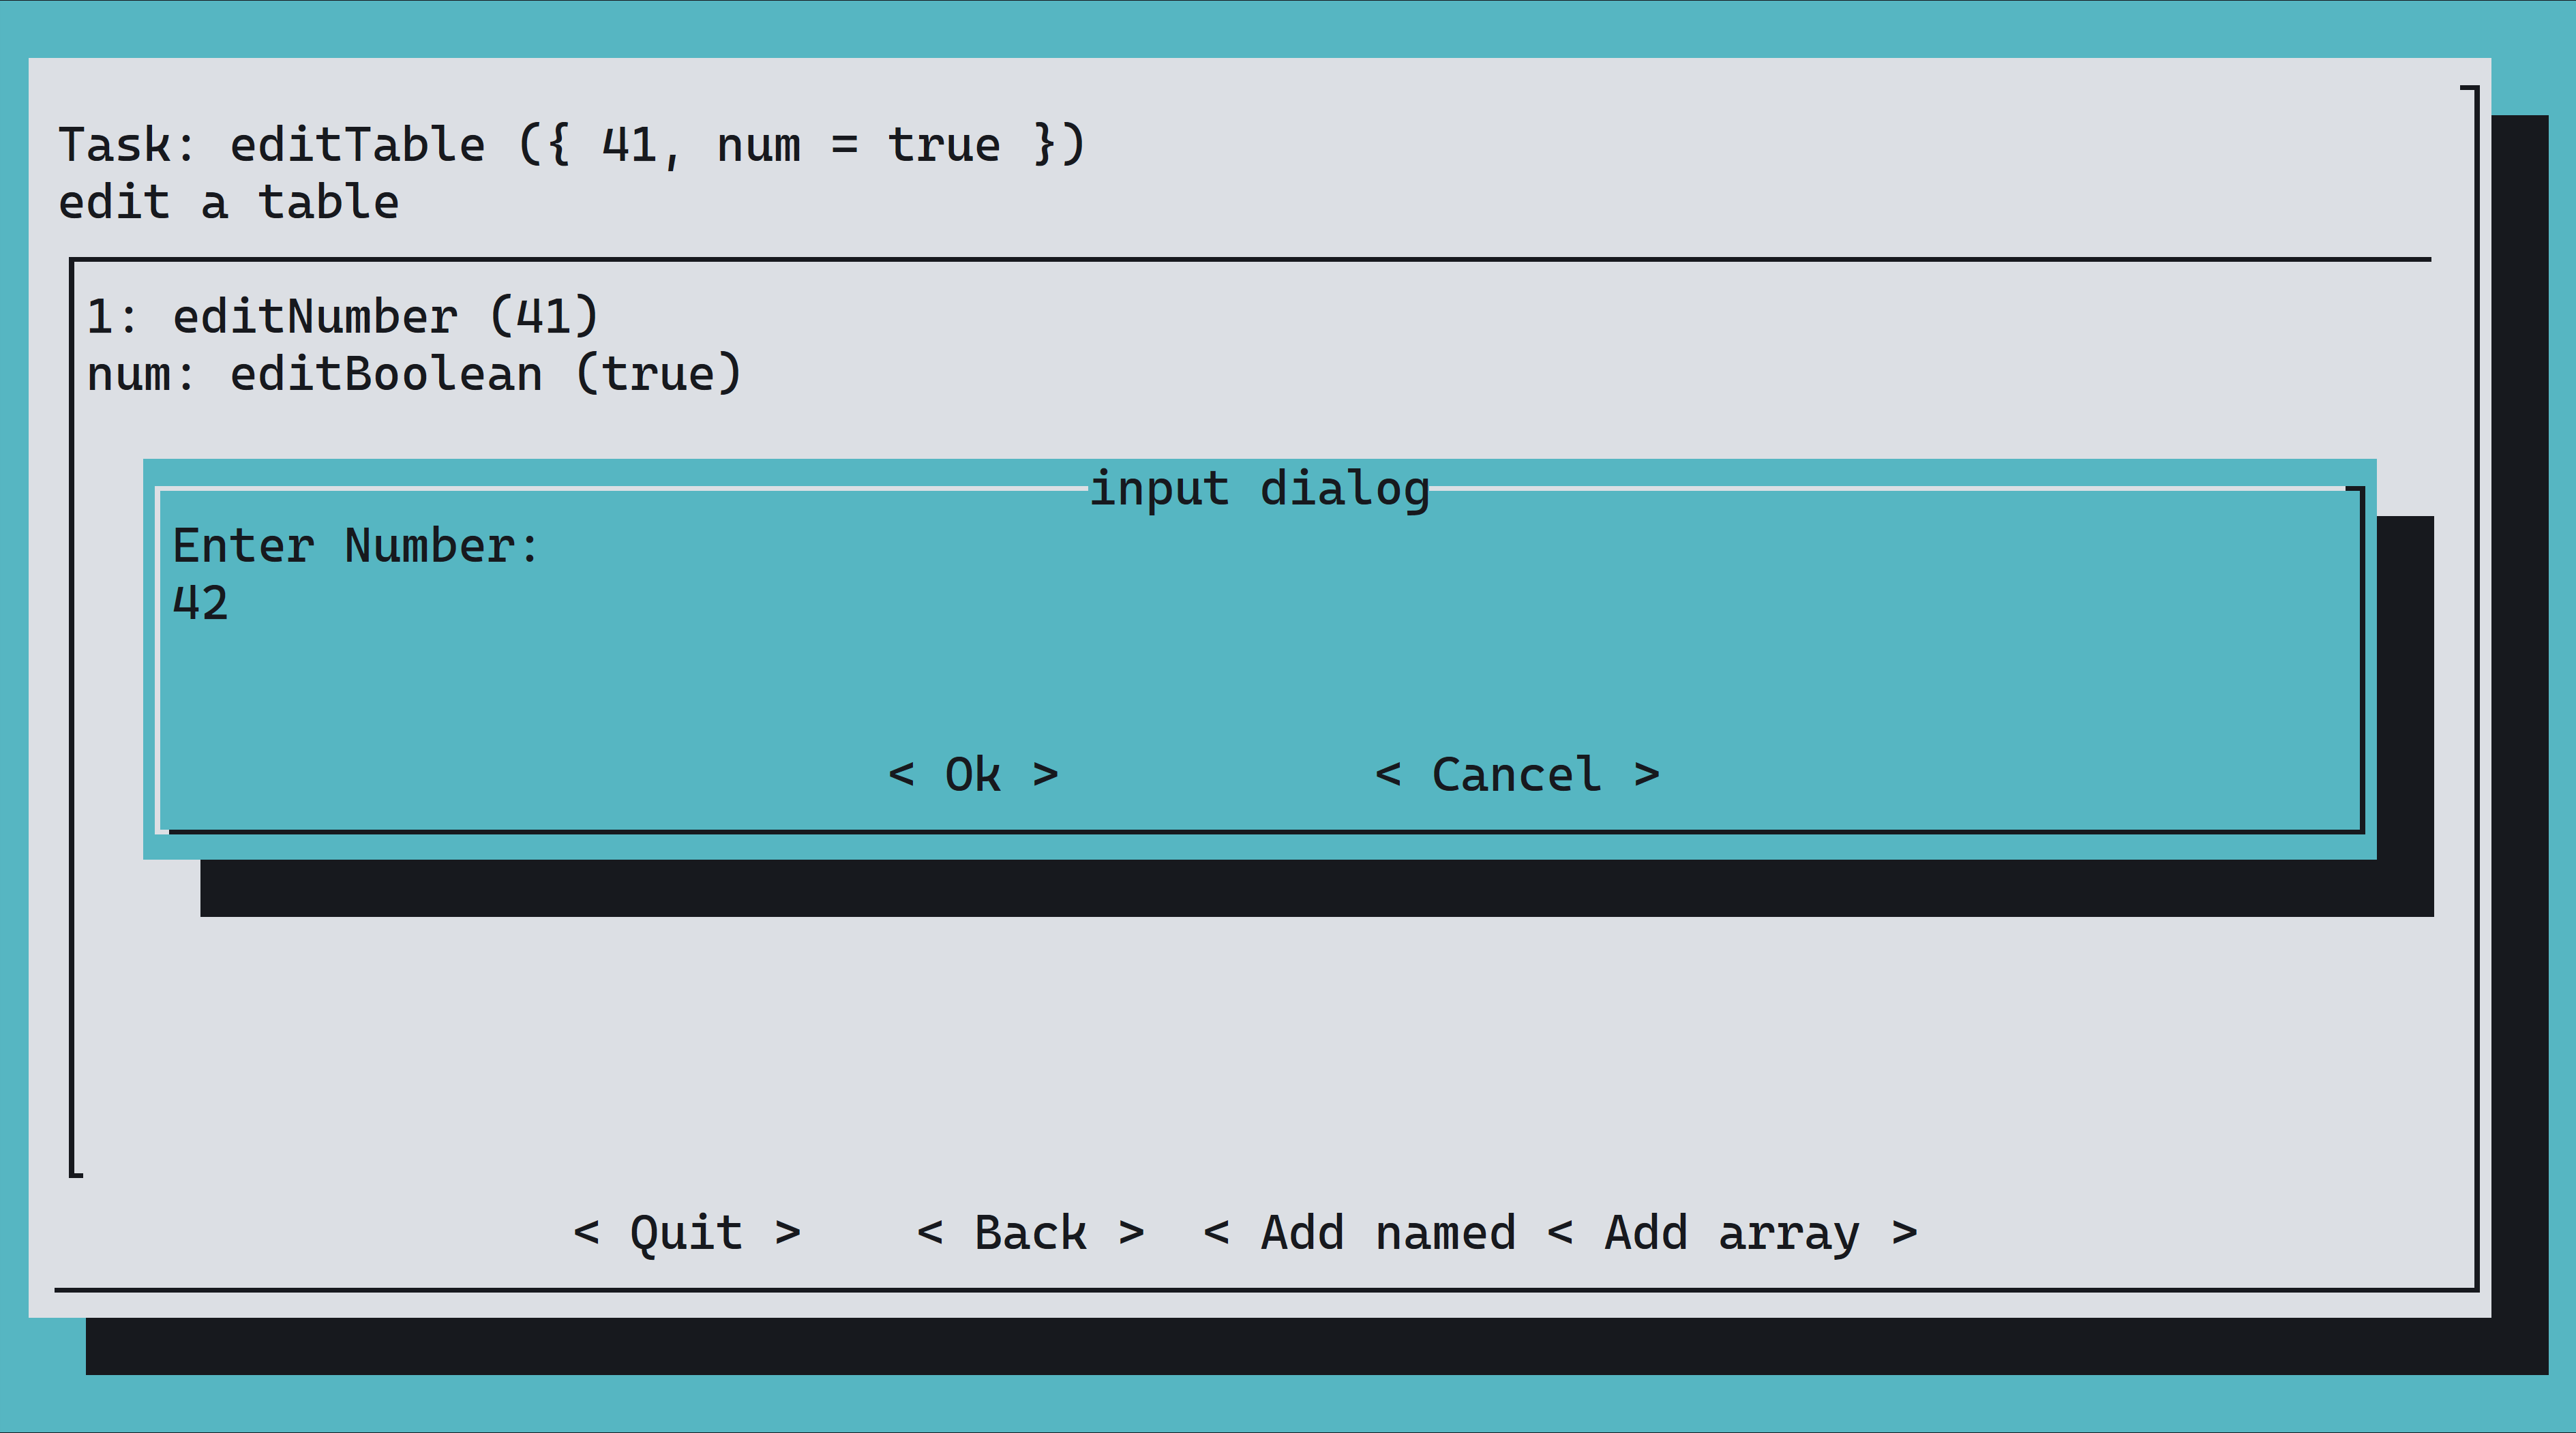 Task: editTable ({ 41, num = true })
edit a table
1: editNumber (41)
num: editBoolean (true)
input dialog
Enter Number:
42
< Ok > < Cancel >
< Quit > < Back > < Add named < Add array >